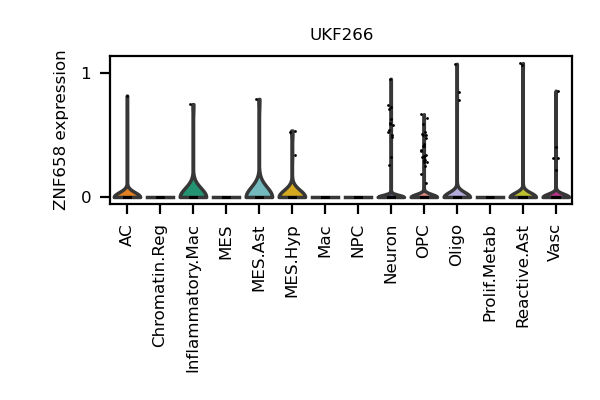 UKF266
ZNF658 expression
1
0
AC
Chromatin.Reg
Inflammatory.Mac
MES
MES.Ast
MES.Hyp
Mac
NPC
Neuron
OPC
Oligo
Prolif.Metab
Reactive.Ast
Vasc